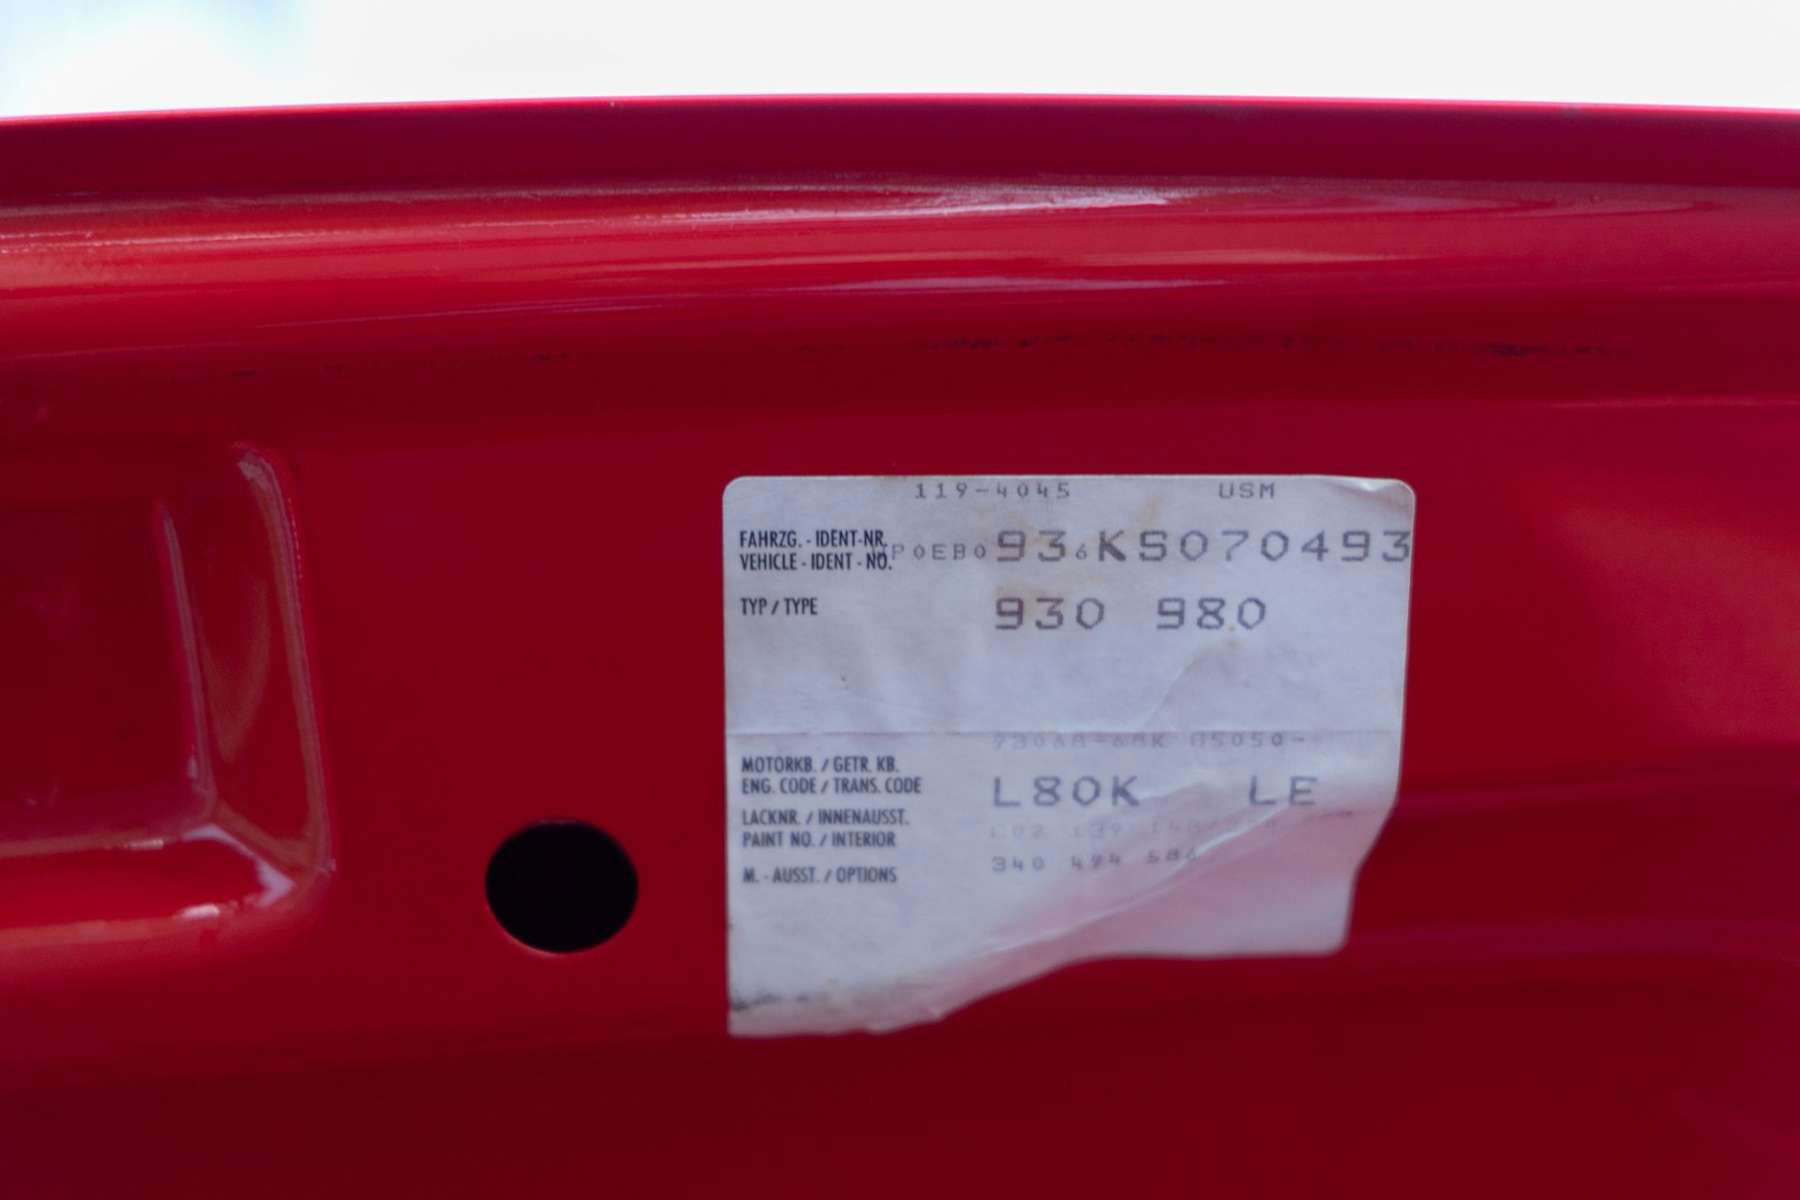 119-4045 USM
FAHRZG. - IDENT-NR.
VEHICLE - IDENT - NO. P0EB0936KS070493
TYP / TYPE 930 980
MOTORKB. / GETR. KB.
ENG. CODE / TRANS. CODE L80K LE
LACKNR. / INNENAUSST.
PAINT NO. / INTERIOR
340 494
M. - AUSST. / OPTIONS